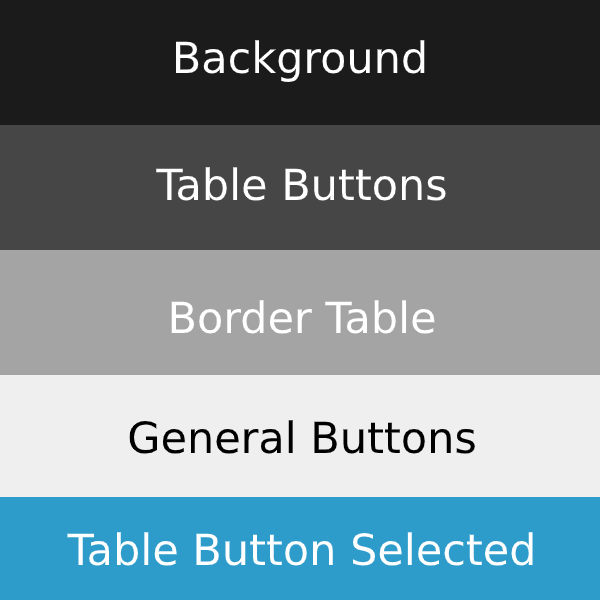 Background
Table Buttons
Border Table
General Buttons
Table Button Selected